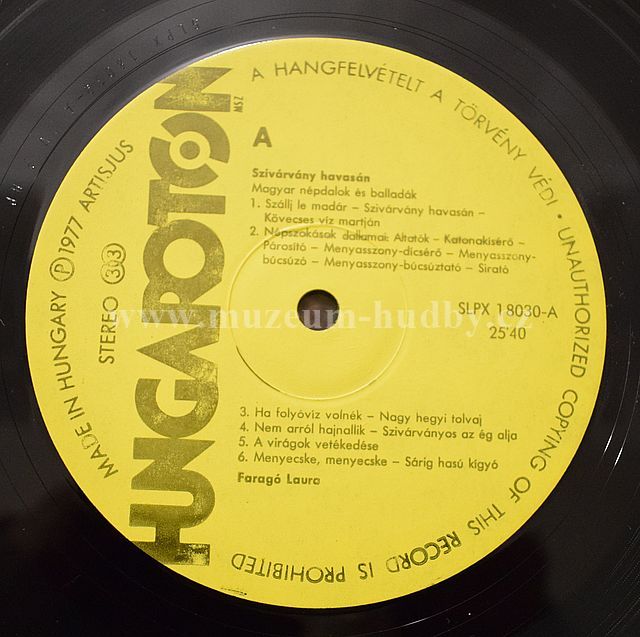 A HANGFELVÉTELT A TÖRVÉNY VÉDI • UNAUTHORIZED COPYING OF THIS RECORD IS PROHIBITED
MADE IN HUNGARY Ⓟ 1977 ARTISJUS
STEREO 33
HUNGAROTON
MSZ
A
Szivárvány havasán
Magyar népdalok és balladák
1. Szállj le madár – Szivárvány havasán –
Kövecses víz martján
2. Népszokások dallamai: Altatók – Katonakísérő –
Párosító – Menyasszony-dicsérő – Menyasszony-
búcsúzó – Menyasszony-búcsúztató – Sirató
SLPX 18030-A
25'40
www.muzeum-hudby.cz
3. Ha folyóvíz volnék – Nagy hegyi tolvaj
4. Nem arról hajnallik – Szivárványos az ég alja
5. A virágok vetékedése
6. Menyecske, menyecske – Sárig hasú kígyó
Faragó Laura